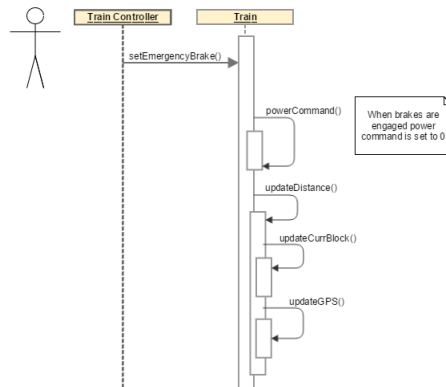 Train Controller
Train
setEmergencyBrake()
powerCommand()
When brakes are
engaged power
command is set to 0
updateDistance()
updateCurrBlock()
updateGPS()